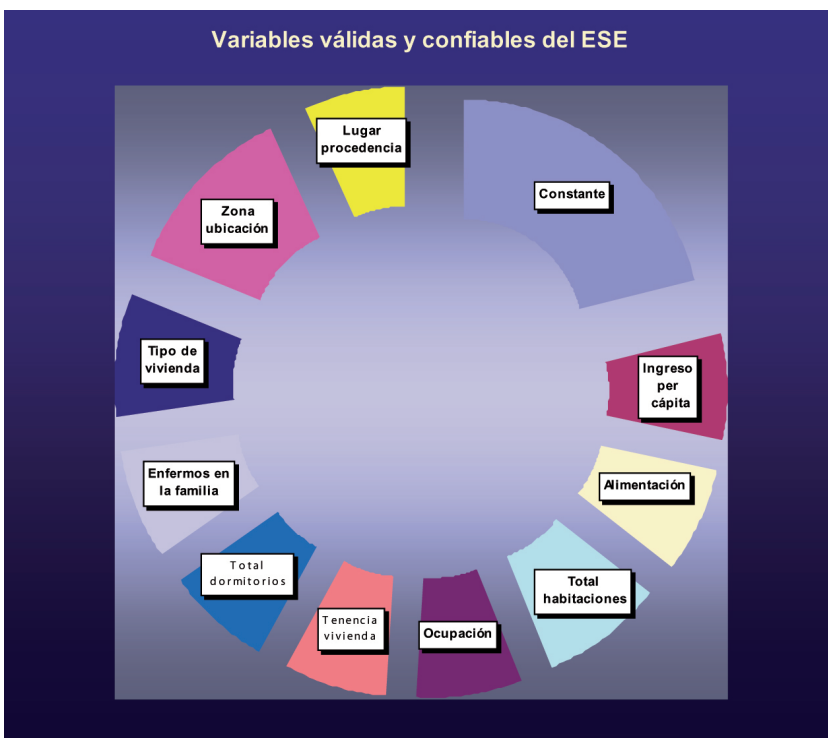 Variables válidas y confiables del ESE
Lugar
procedencia
Constante
Zona
ubicación
Tipo de
vivienda
Ingreso
per
cápita
Enfermos en
la familia
Alimentación
Total
dormitorios
Total
habitaciones
Tenencia
vivienda
Ocupación